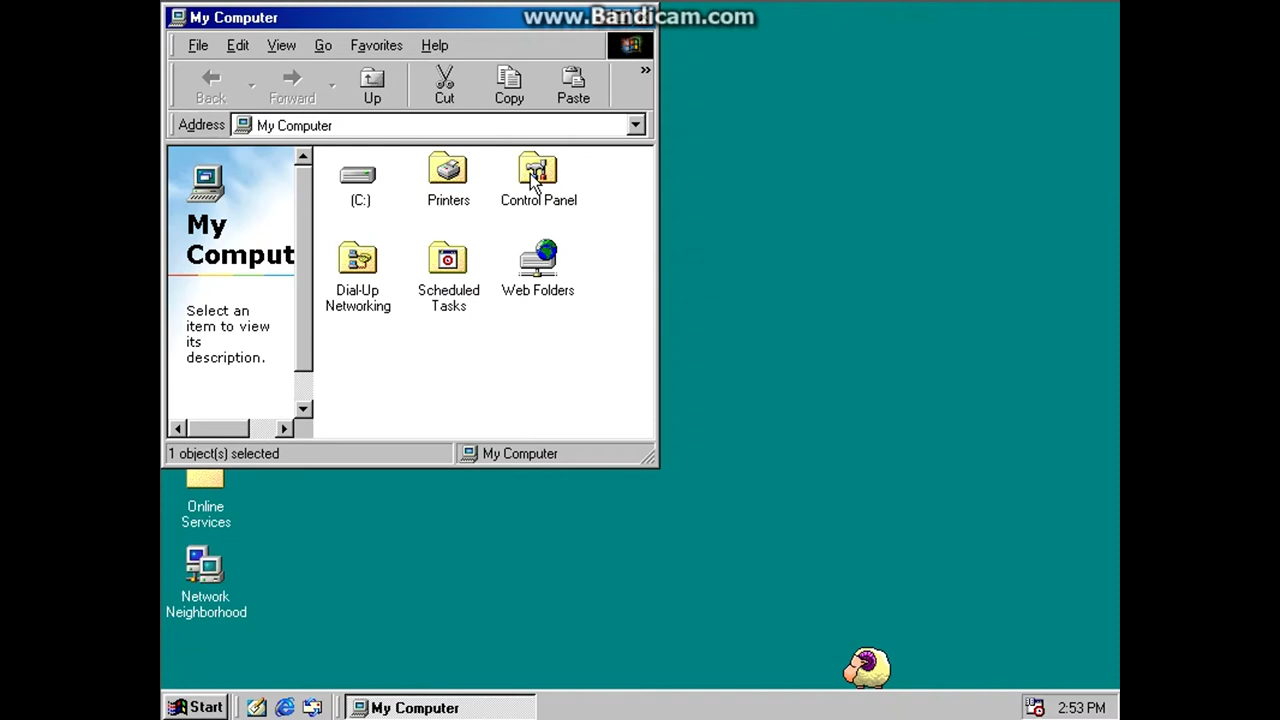 My Computer
www.Bandicam.com
File Edit View Go Favorites Help
Back Forward Up Cut Copy Paste »
Address My Computer
My
Comput
Select an
item to view
its
description.
(C:) Printers Control Panel
Dial-Up
Networking
Scheduled
Tasks
Web Folders
1 object(s) selected My Computer
Online
Services
Network
Neighborhood
Start My Computer 2:53 PM